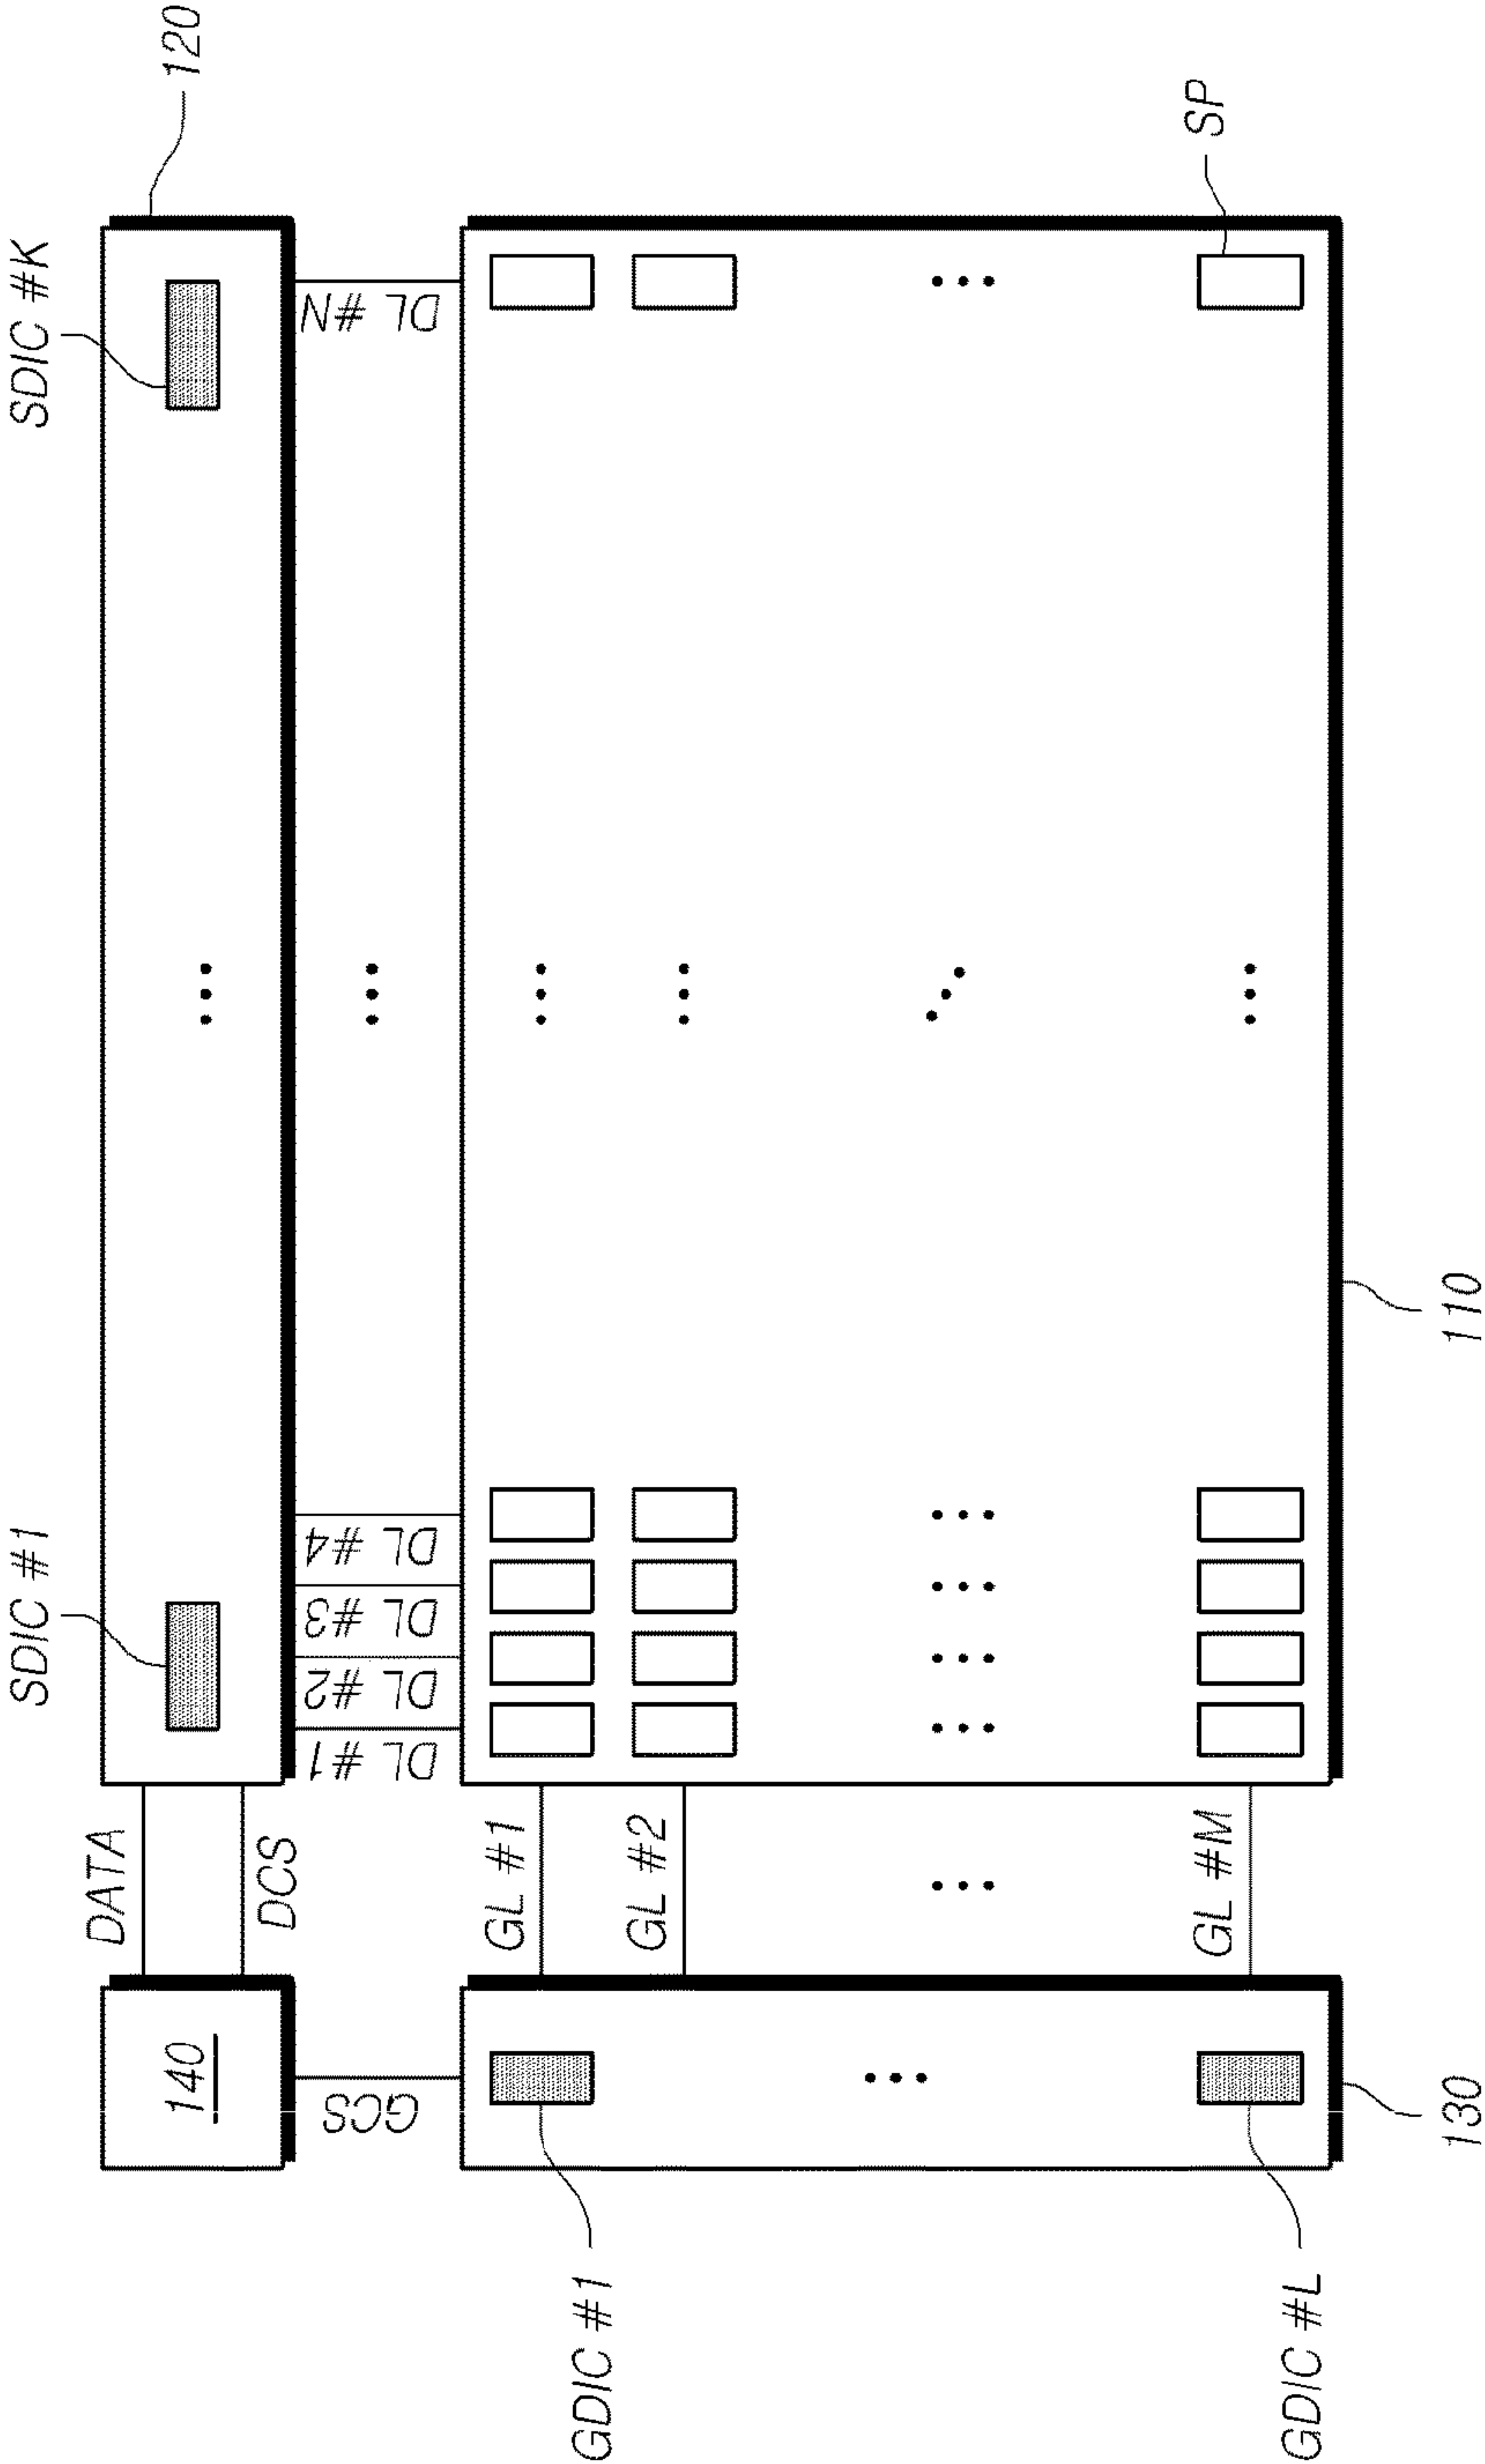 SDIC #1
SDIC #K
120
DATA
140
DCS
GCS
DL #1
DL #2
DL #3
DL #4
DL #N
GDIC #1
GL #1
GL #2
SP
GDIC #L
GL #M
130
110